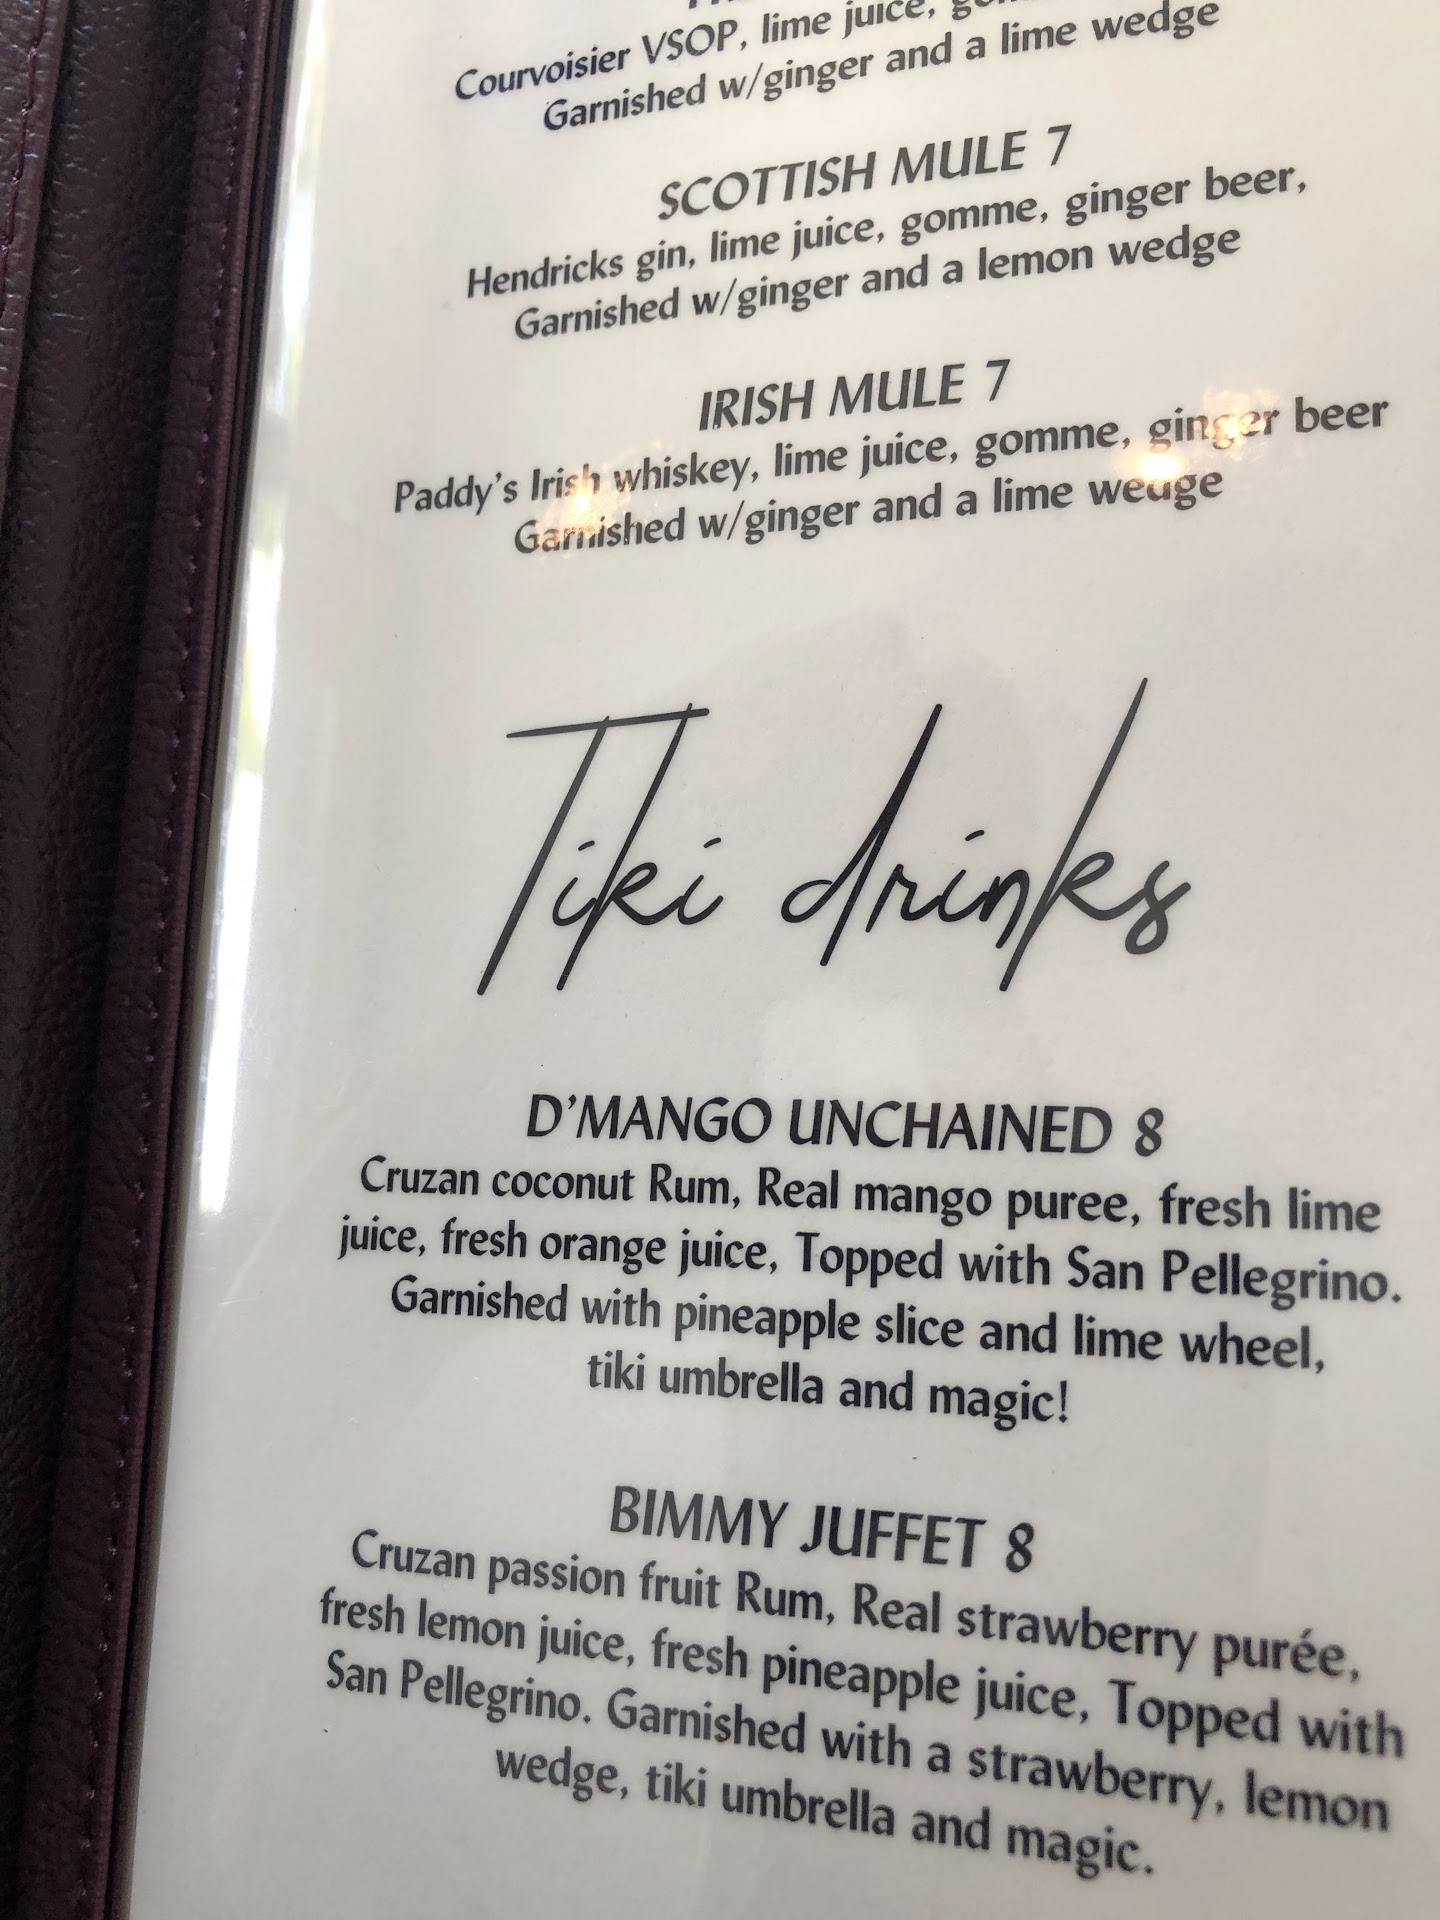 Courvoisier VSOP, lime juice,
Garnished w/ginger and a lime wedge
SCOTTISH MULE 7
Hendricks gin, lime juice, gomme, ginger beer,
Garnished w/ginger and a lemon wedge
IRISH MULE 7
Paddy's Irish whiskey, lime juice, gomme, ginger beer
Garnished w/ginger and a lime wedge
Tiki drinks
D'MANGO UNCHAINED 8
Cruzan coconut Rum, Real mango puree, fresh lime
juice, fresh orange juice, Topped with San Pellegrino.
Garnished with pineapple slice and lime wheel,
tiki umbrella and magic!
BIMMY JUFFET 8
Cruzan passion fruit Rum, Real strawberry purée,
fresh lemon juice, fresh pineapple juice, Topped with
San Pellegrino. Garnished with a strawberry, lemon
wedge, tiki umbrella and magic.